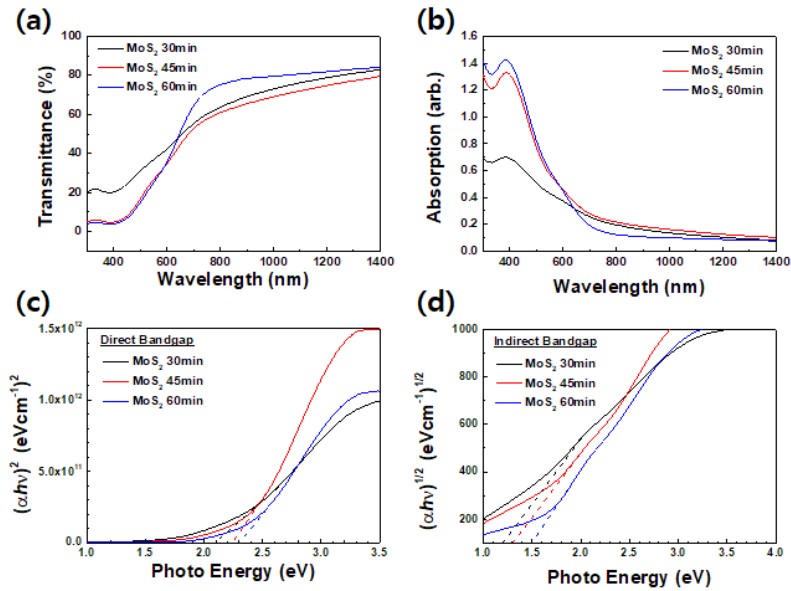 (a)
MoS2 30min
MoS2 45min
MoS2 60min
Transmittance (%)
100
80
60
40
20
0
400 600 800 1000 1200 1400
Wavelength (nm)
(b)
MoS2 30min
MoS2 45min
MoS2 60min
Absorption (arb.)
1.6
1.4
1.2
1.0
0.8
0.6
0.4
0.2
0.0
400 600 800 1000 1200 1400
Wavelength (nm)
(c)
Direct Bandgap
MoS2 30min
MoS2 45min
MoS2 60min
(αhν)2 (eVcm-1)2
1.5x1012
1.0x1012
5.0x1011
0.0
1.0 1.5 2.0 2.5 3.0 3.5
Photo Energy (eV)
(d)
Indirect Bandgap
MoS2 30min
MoS2 45min
MoS2 60min
(αhν)1/2 (eVcm-1)1/2
1000
800
600
400
200
1.0 1.5 2.0 2.5 3.0 3.5 4.0
Photo Energy (eV)